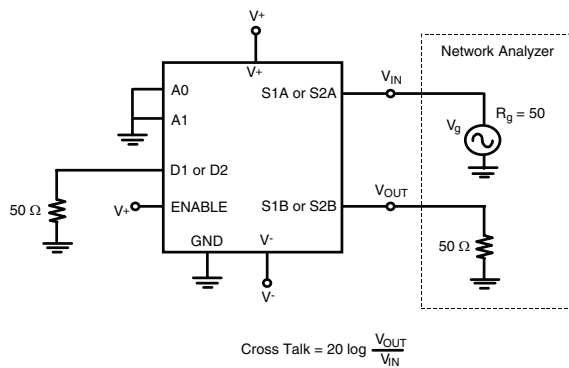 V+
Network Analyzer
V+
A0
S1A or S2A
VIN
Rg = 50
A1
Vg
D1 or D2
VOUT
50 Ω
V+
ENABLE
S1B or S2B
GND
V-
50 Ω
V-
Cross Talk = 20 log VOUT
VIN